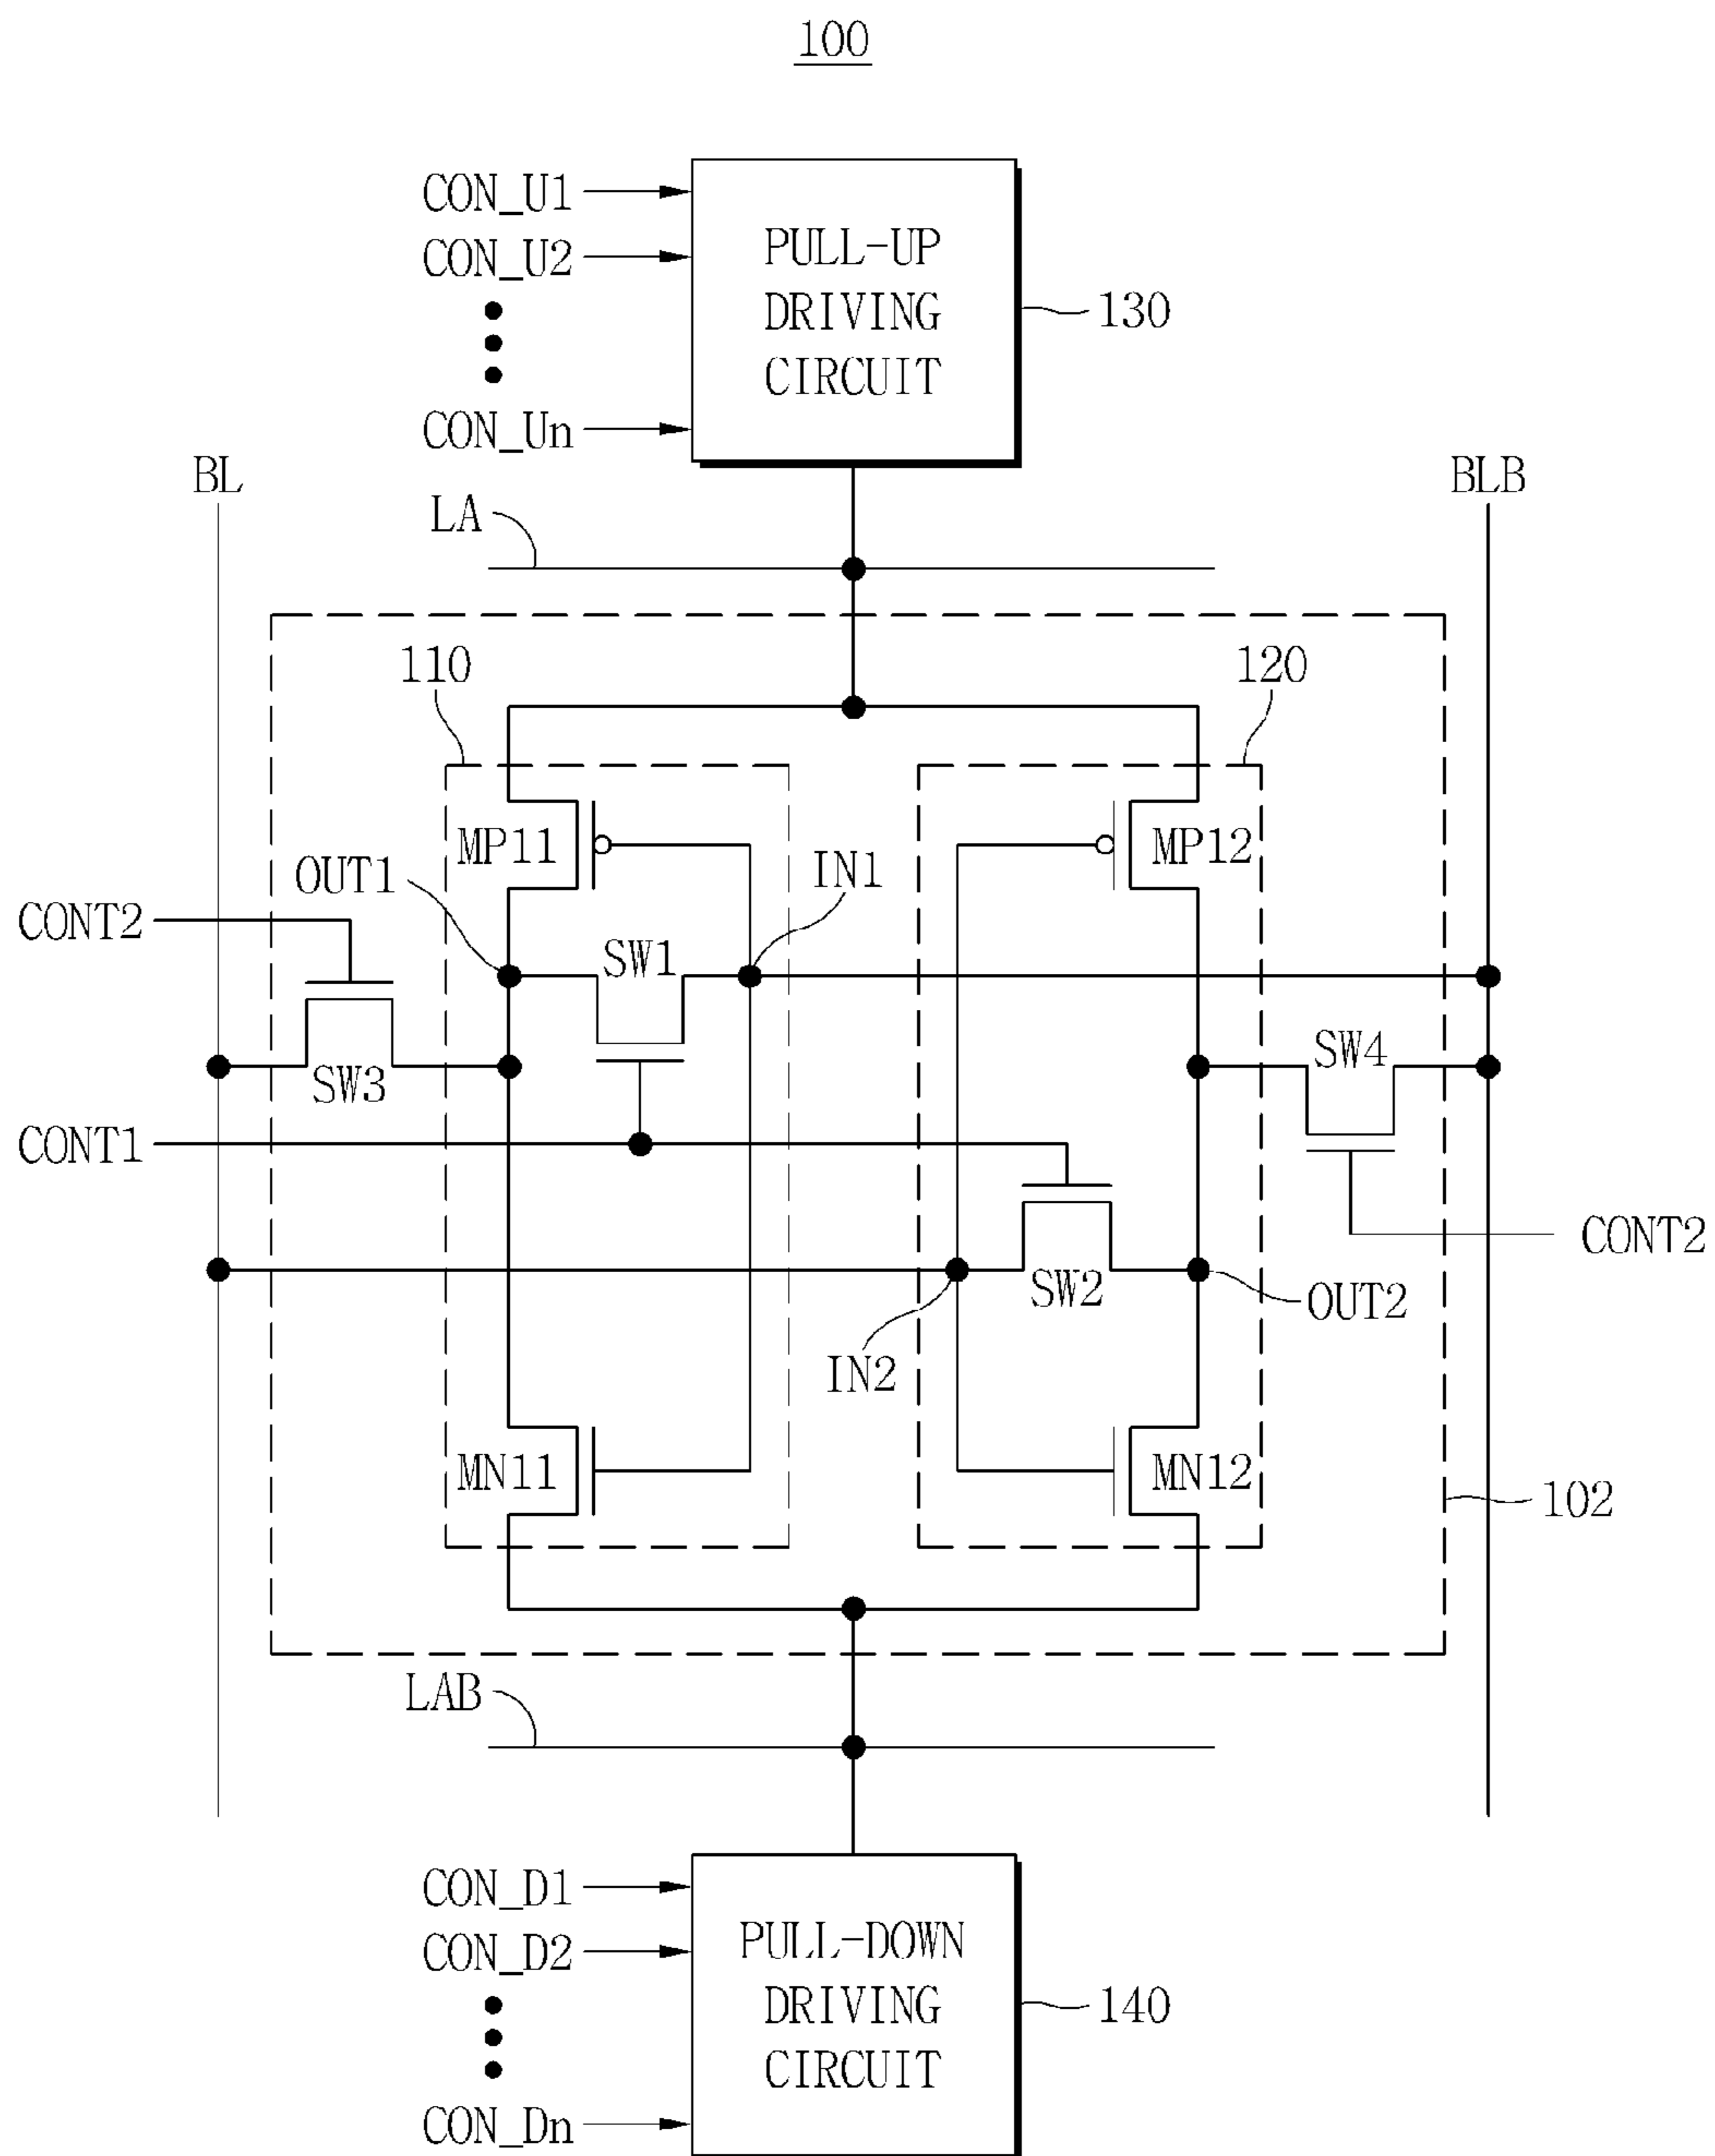 100
CON_U1
CON_U2
CON_Un
PULL-UP
DRIVING
CIRCUIT
130
BL
BLB
LA
110
120
MP11
MP12
OUT1
IN1
CONT2
SW1
SW3
SW4
CONT1
CONT2
SW2
OUT2
IN2
MN11
MN12
102
LAB
CON_D1
CON_D2
CON_Dn
PULL-DOWN
DRIVING
CIRCUIT
140